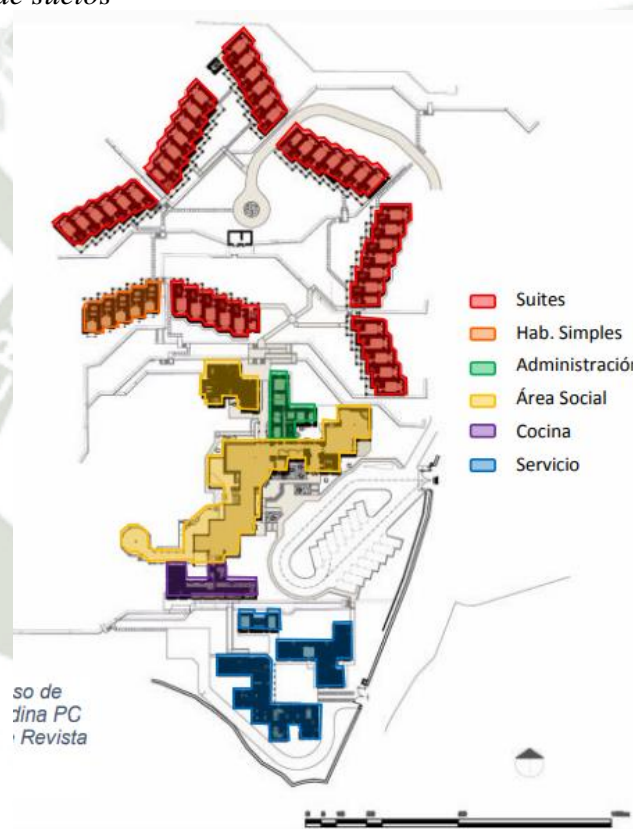 de suelos
Suites
Hab. Simples
Administración
Área Social
Cocina
Servicio
so de
dina PC
Revista